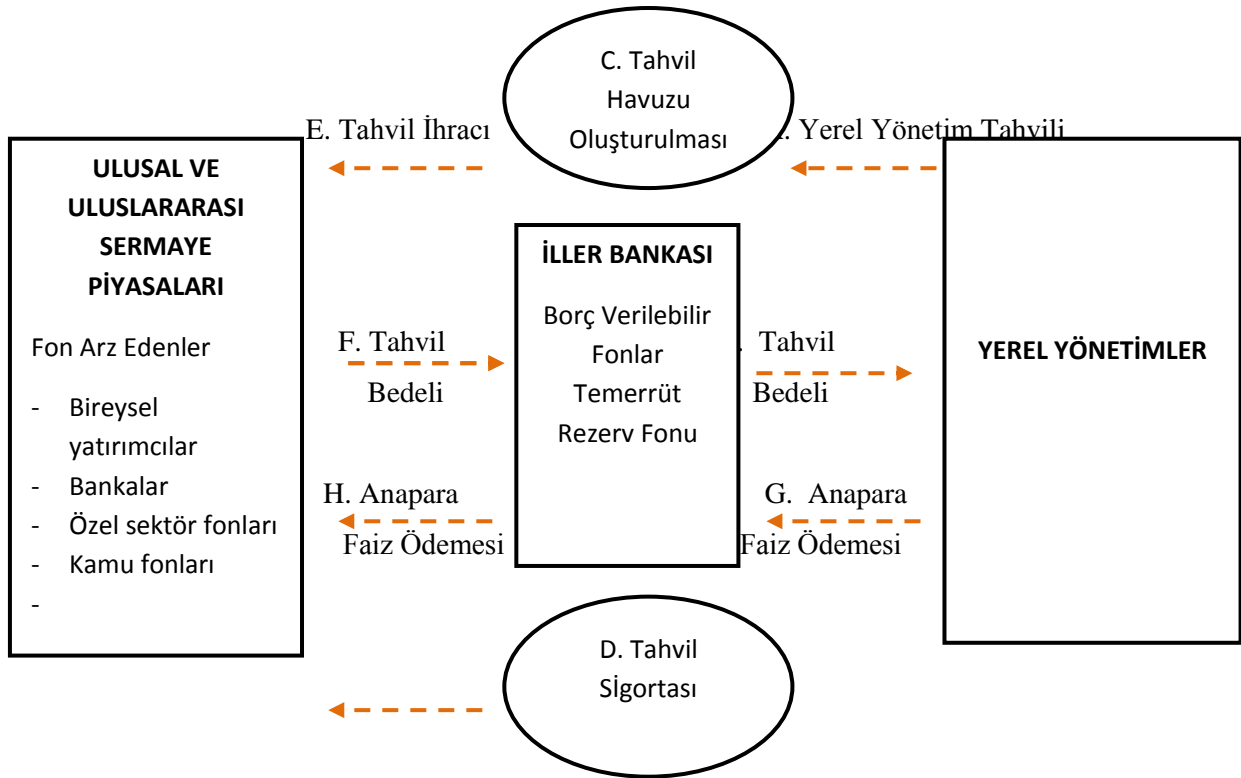 C. Tahvil
Havuzu
Oluşturulması
E. Tahvil İhracı
. Yerel Yönetim Tahvili
ULUSAL VE
ULUSLARARASI
SERMAYE
PİYASALARI
Fon Arz Edenler
- Bireysel
yatırımcılar
- Bankalar
- Özel sektör fonları
- Kamu fonları
-
F. Tahvil
Bedeli
H. Anapara
Faiz Ödemesi
İLLER BANKASI
Borç Verilebilir
Fonlar
Temerrüt
Rezerv Fonu
. Tahvil
Bedeli
G. Anapara
Faiz Ödemesi
YEREL YÖNETİMLER
D. Tahvil
Sİgortası